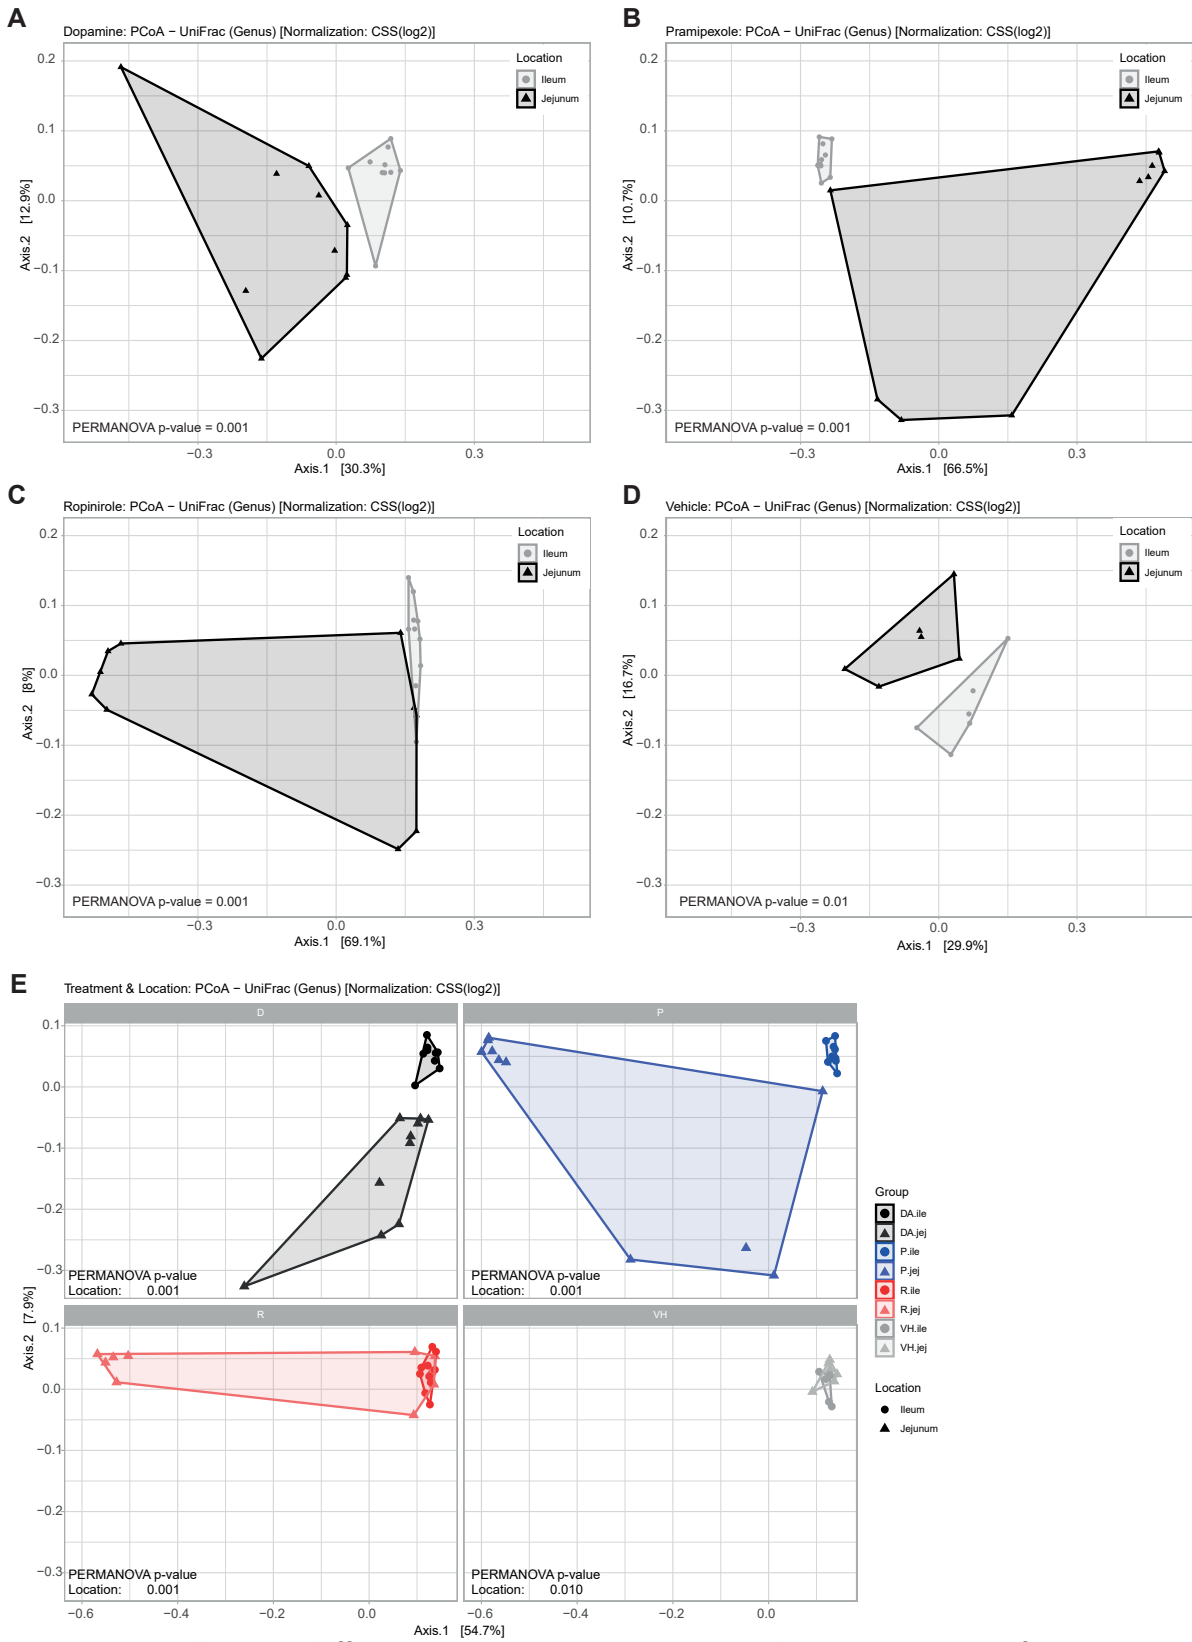 A
Dopamine: PCoA − UniFrac (Genus) [Normalization: CSS(log2)]
Location
Ileum
Jejunum
0.2
0.1
0.0
−0.1
−0.2
−0.3
Axis.2 [12.9%]
PERMANOVA p-value = 0.001
−0.3 0.0 0.3
Axis.1 [30.3%]
B
Pramipexole: PCoA − UniFrac (Genus) [Normalization: CSS(log2)]
Location
Ileum
Jejunum
0.2
0.1
0.0
−0.1
−0.2
−0.3
Axis.2 [10.7%]
PERMANOVA p-value = 0.001
−0.3 0.0 0.3
Axis.1 [66.5%]
C
Ropinirole: PCoA − UniFrac (Genus) [Normalization: CSS(log2)]
Location
Ileum
Jejunum
0.2
0.1
0.0
−0.1
−0.2
−0.3
Axis.2 [8%]
PERMANOVA p-value = 0.001
−0.3 0.0 0.3
Axis.1 [69.1%]
D
Vehicle: PCoA − UniFrac (Genus) [Normalization: CSS(log2)]
Location
Ileum
Jejunum
0.2
0.1
0.0
−0.1
−0.2
−0.3
Axis.2 [16.7%]
PERMANOVA p-value = 0.01
−0.3 0.0 0.3
Axis.1 [29.9%]
E
Treatment & Location: PCoA − UniFrac (Genus) [Normalization: CSS(log2)]
D
P
0.1
0.0
−0.1
−0.2
−0.3
PERMANOVA p-value
Location: 0.001
PERMANOVA p-value
Location: 0.001
Axis.2 [7.9%]
R
VH
0.1
0.0
−0.1
−0.2
−0.3
PERMANOVA p-value
Location: 0.001
PERMANOVA p-value
Location: 0.010
−0.6 −0.4 −0.2 0.0
−0.6 −0.4 −0.2 0.0
Axis.1 [54.7%]
Group
DA.ile
DA.jej
P.ile
P.jej
R.ile
R.jej
VH.ile
VH.jej
Location
Ileum
Jejunum